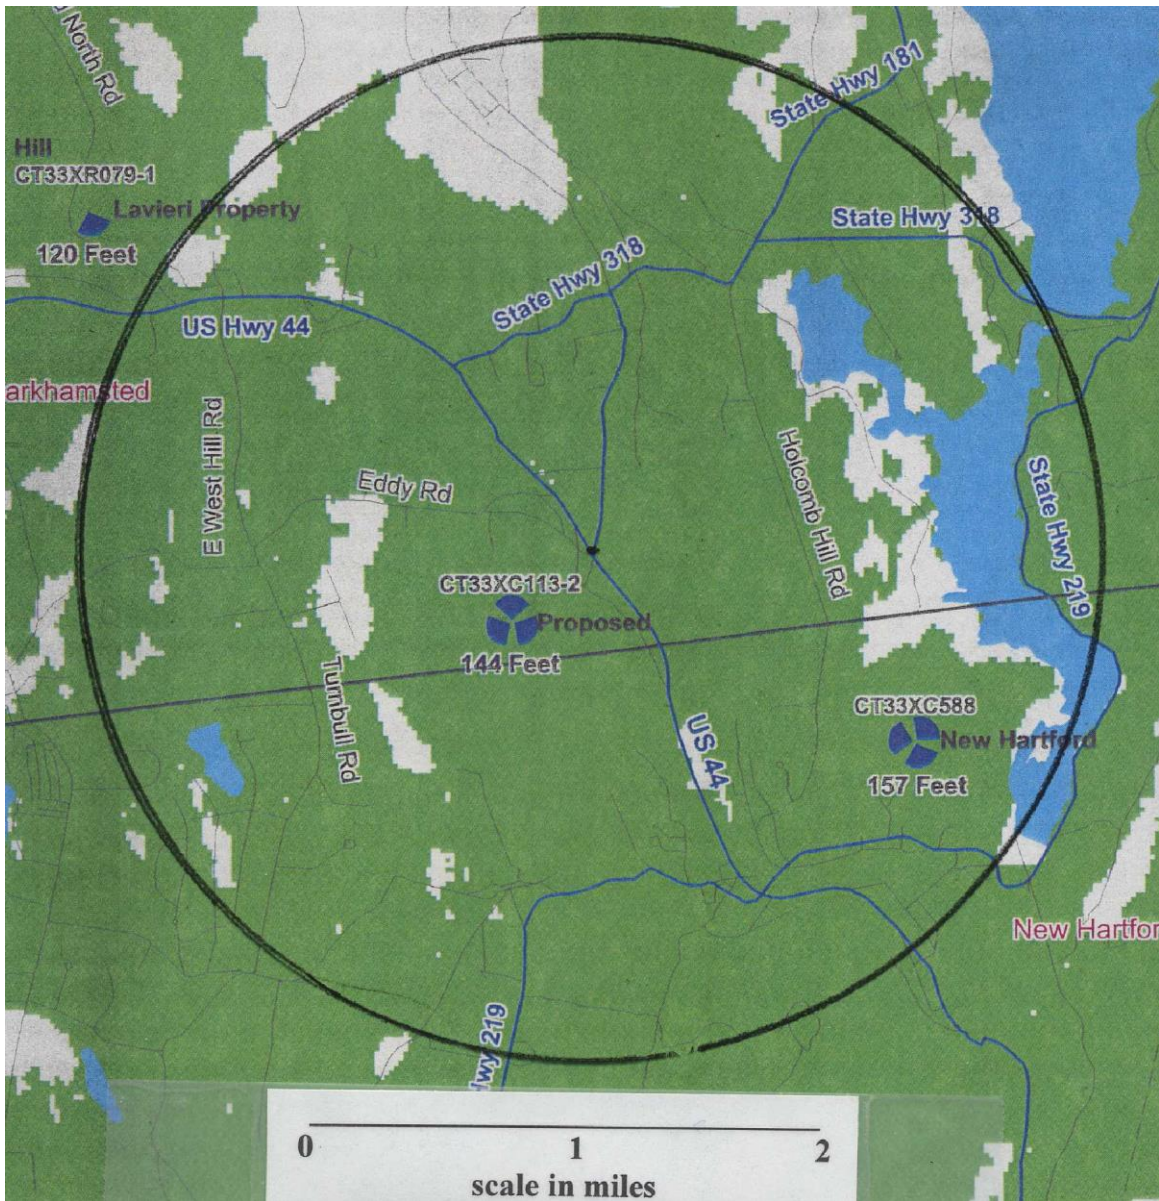 North Rd
State Hwy 181
Hill
CT33XR079-1
Lavieri Property
120 Feet
State Hwy 318
State Hwy 318
US Hwy 44
arkhamsted
E West Hill Rd
Eddy Rd
Holcomb Hill Rd
State Hwy 219
CT33XC113-2
Proposed
144 Feet
Turnbull Rd
US 44
CT33XC588
New Hartford
157 Feet
New Hartfor
Hwy 219
0 1 2
scale in miles